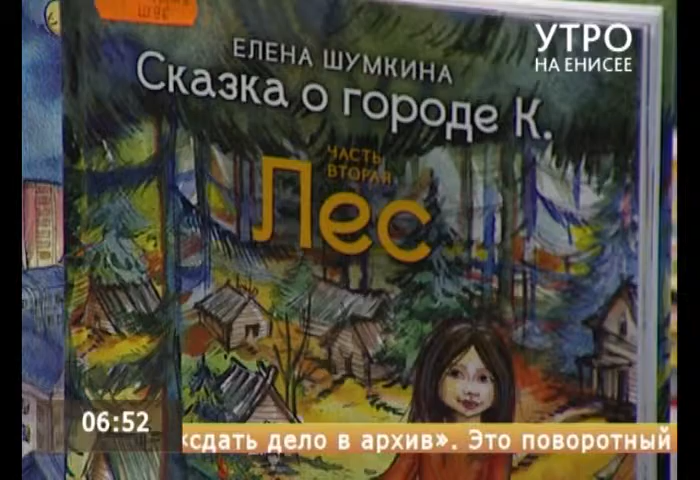 УТРО
НА ЕНИСЕЕ
ЕЛЕНА ШУМКИНА
Сказка о городе К.
ЧАСТЬ
ВТОРАЯ
Лес
06:52
«сдать дело в архив». Это поворотный